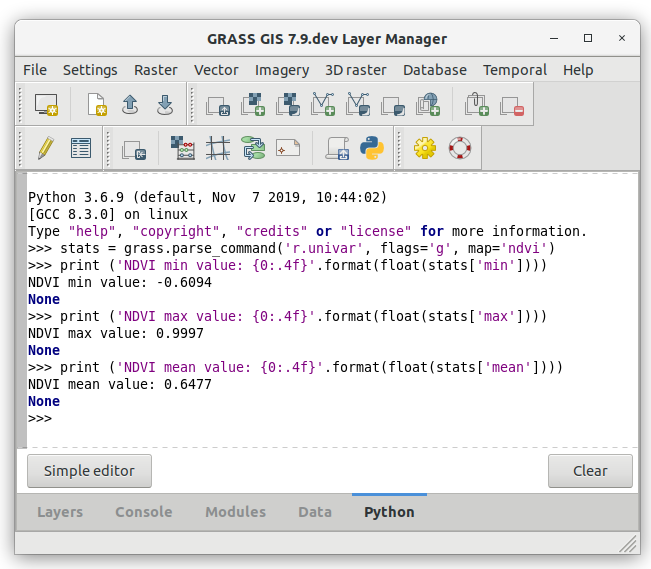 GRASS GIS 7.9.dev Layer Manager
File Settings Raster Vector Imagery 3D raster Database Temporal Help
Python 3.6.9 (default, Nov  7 2019, 10:44:02)
[GCC 8.3.0] on linux
Type "help", "copyright", "credits" or "license" for more information.
>>> stats = grass.parse_command('r.univar', flags='g', map='ndvi')
>>> print ('NDVI min value: {0:.4f}'.format(float(stats['min'])))
NDVI min value: -0.6094
None
>>> print ('NDVI max value: {0:.4f}'.format(float(stats['max'])))
NDVI max value: 0.9997
None
>>> print ('NDVI mean value: {0:.4f}'.format(float(stats['mean'])))
NDVI mean value: 0.6477
None
>>>
Simple editor Clear
Layers Console Modules Data Python